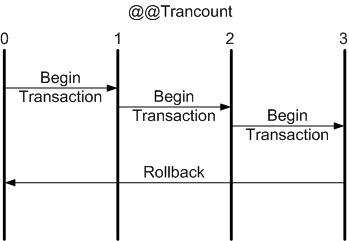 @@Trancount
0 1 2 3
Begin
Transaction
Begin
Transaction
Begin
Transaction
Rollback